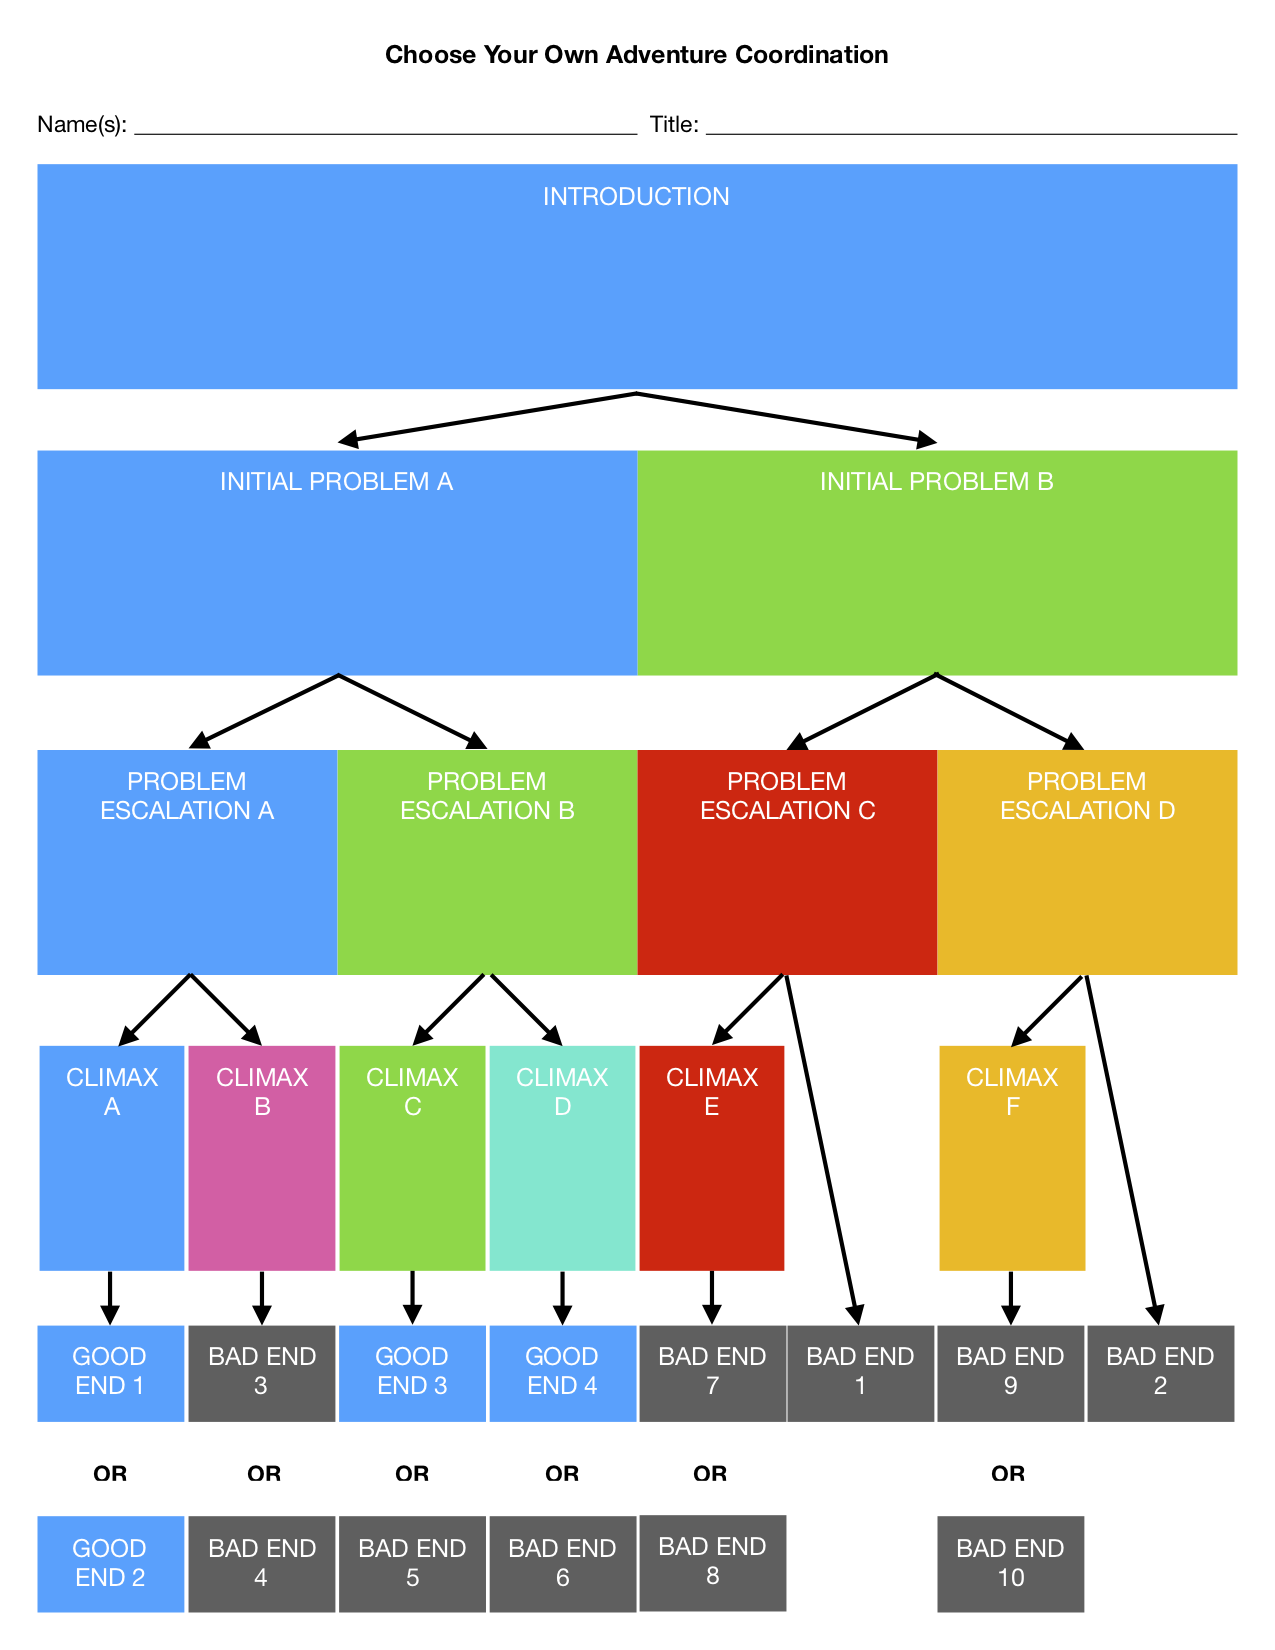 Choose Your Own Adventure Coordination
Name(s): Title:
INTRODUCTION
INITIAL PROBLEM A
INITIAL PROBLEM B
PROBLEM
ESCALATION A
PROBLEM
ESCALATION B
PROBLEM
ESCALATION C
PROBLEM
ESCALATION D
CLIMAX
A
CLIMAX
B
CLIMAX
C
CLIMAX
D
CLIMAX
E
CLIMAX
F
GOOD
END 1
BAD END
3
GOOD
END 3
GOOD
END 4
BAD END
7
BAD END
1
BAD END
9
BAD END
2
OR
OR
OR
OR
OR
OR
GOOD
END 2
BAD END
4
BAD END
5
BAD END
6
BAD END
8
BAD END
10